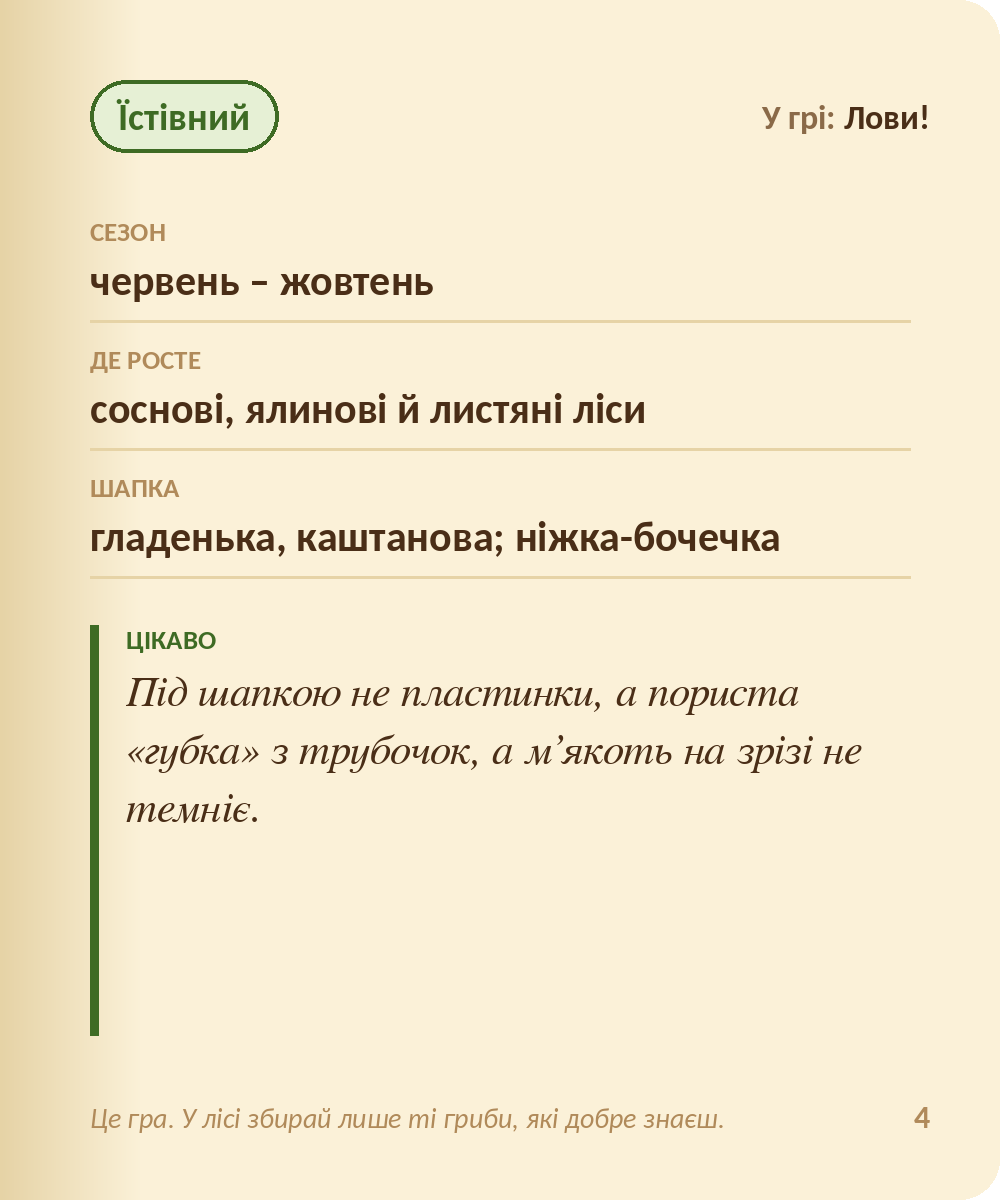 Їстівний
У грі: Лови!
СЕЗОН
червень – жовтень
ДЕ РОСТЕ
соснові, ялинові й листяні ліси
ШАПКА
гладенька, каштанова; ніжка-бочечка
ЦІКАВО
Під шапкою не пластинки, а пориста
«губка» з трубочок, а м’якоть на зрізі не
темніє.
Це гра. У лісі збирай лише ті гриби, які добре знаєш.
4